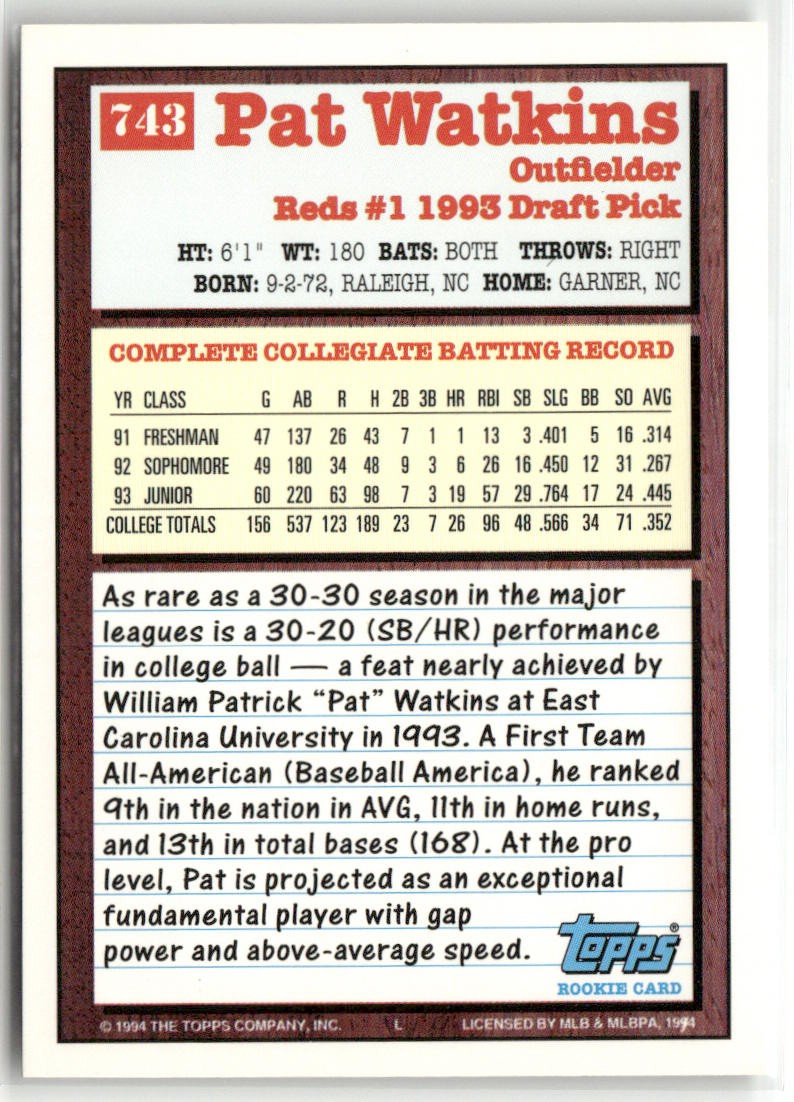 743 Pat Watkins
Outfielder
Reds #1 1993 Draft Pick
HT: 6'1" WT: 180 BATS: BOTH THROWS: RIGHT
BORN: 9-2-72, RALEIGH, NC HOME: GARNER, NC
COMPLETE COLLEGIATE BATTING RECORD
YR CLASS G AB R H 2B 3B HR RBI SB SLG BB SO AVG
91 FRESHMAN 47 137 26 43 7 1 1 13 3 .401 5 16 .314
92 SOPHOMORE 49 180 34 48 9 3 6 26 16 .450 12 31 .267
93 JUNIOR 60 220 63 98 7 3 19 57 29 .764 17 24 .445
COLLEGE TOTALS 156 537 123 189 23 7 26 96 48 .566 34 71 .352
As rare as a 30-30 season in the major
leagues is a 30-20 (SB/HR) performance
in college ball — a feat nearly achieved by
William Patrick "Pat" Watkins at East
Carolina University in 1993. A First Team
All-American (Baseball America), he ranked
9th in the nation in AVG, 11th in home runs,
and 13th in total bases (168). At the pro
level, Pat is projected as an exceptional
fundamental player with gap
power and above-average speed.
topps®
ROOKIE CARD
© 1994 THE TOPPS COMPANY, INC. L LICENSED BY MLB & MLBPA, 1994